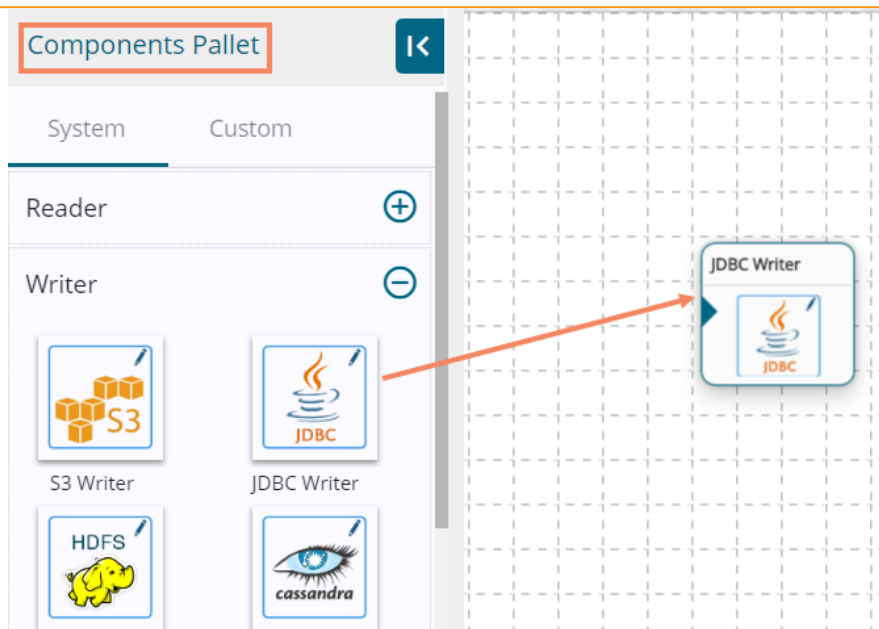 Components Pallet
System Custom
Reader
Writer
S3
JDBC
S3 Writer JDBC Writer
HDFS
cassandra
JDBC Writer
JDBC